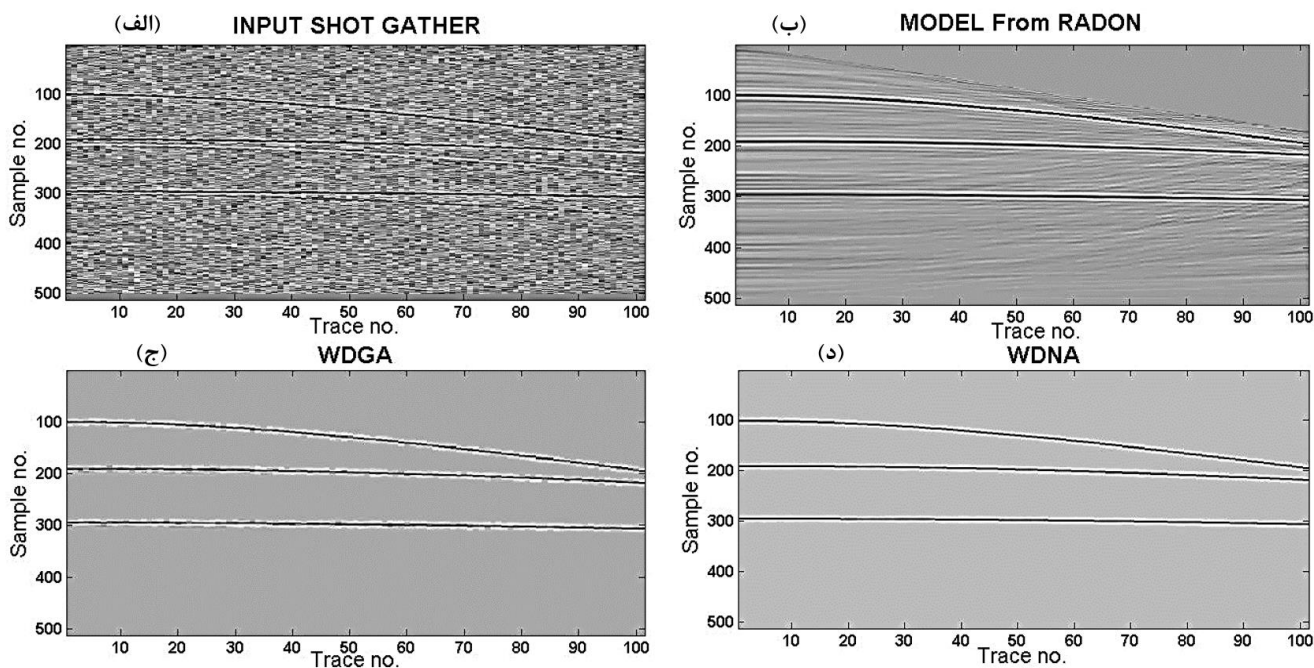 (الف) INPUT SHOT GATHER
Sample no.
100
200
300
400
500
10 20 30 40 50 60 70 80 90 100
Trace no.
(ب) MODEL From RADON
Sample no.
100
200
300
400
500
10 20 30 40 50 60 70 80 90 100
Trace no.
(ج) WDGA
Sample no.
100
200
300
400
500
10 20 30 40 50 60 70 80 90 100
Trace no.
(د) WDNA
Sample no.
100
200
300
400
500
10 20 30 40 50 60 70 80 90 100
Trace no.